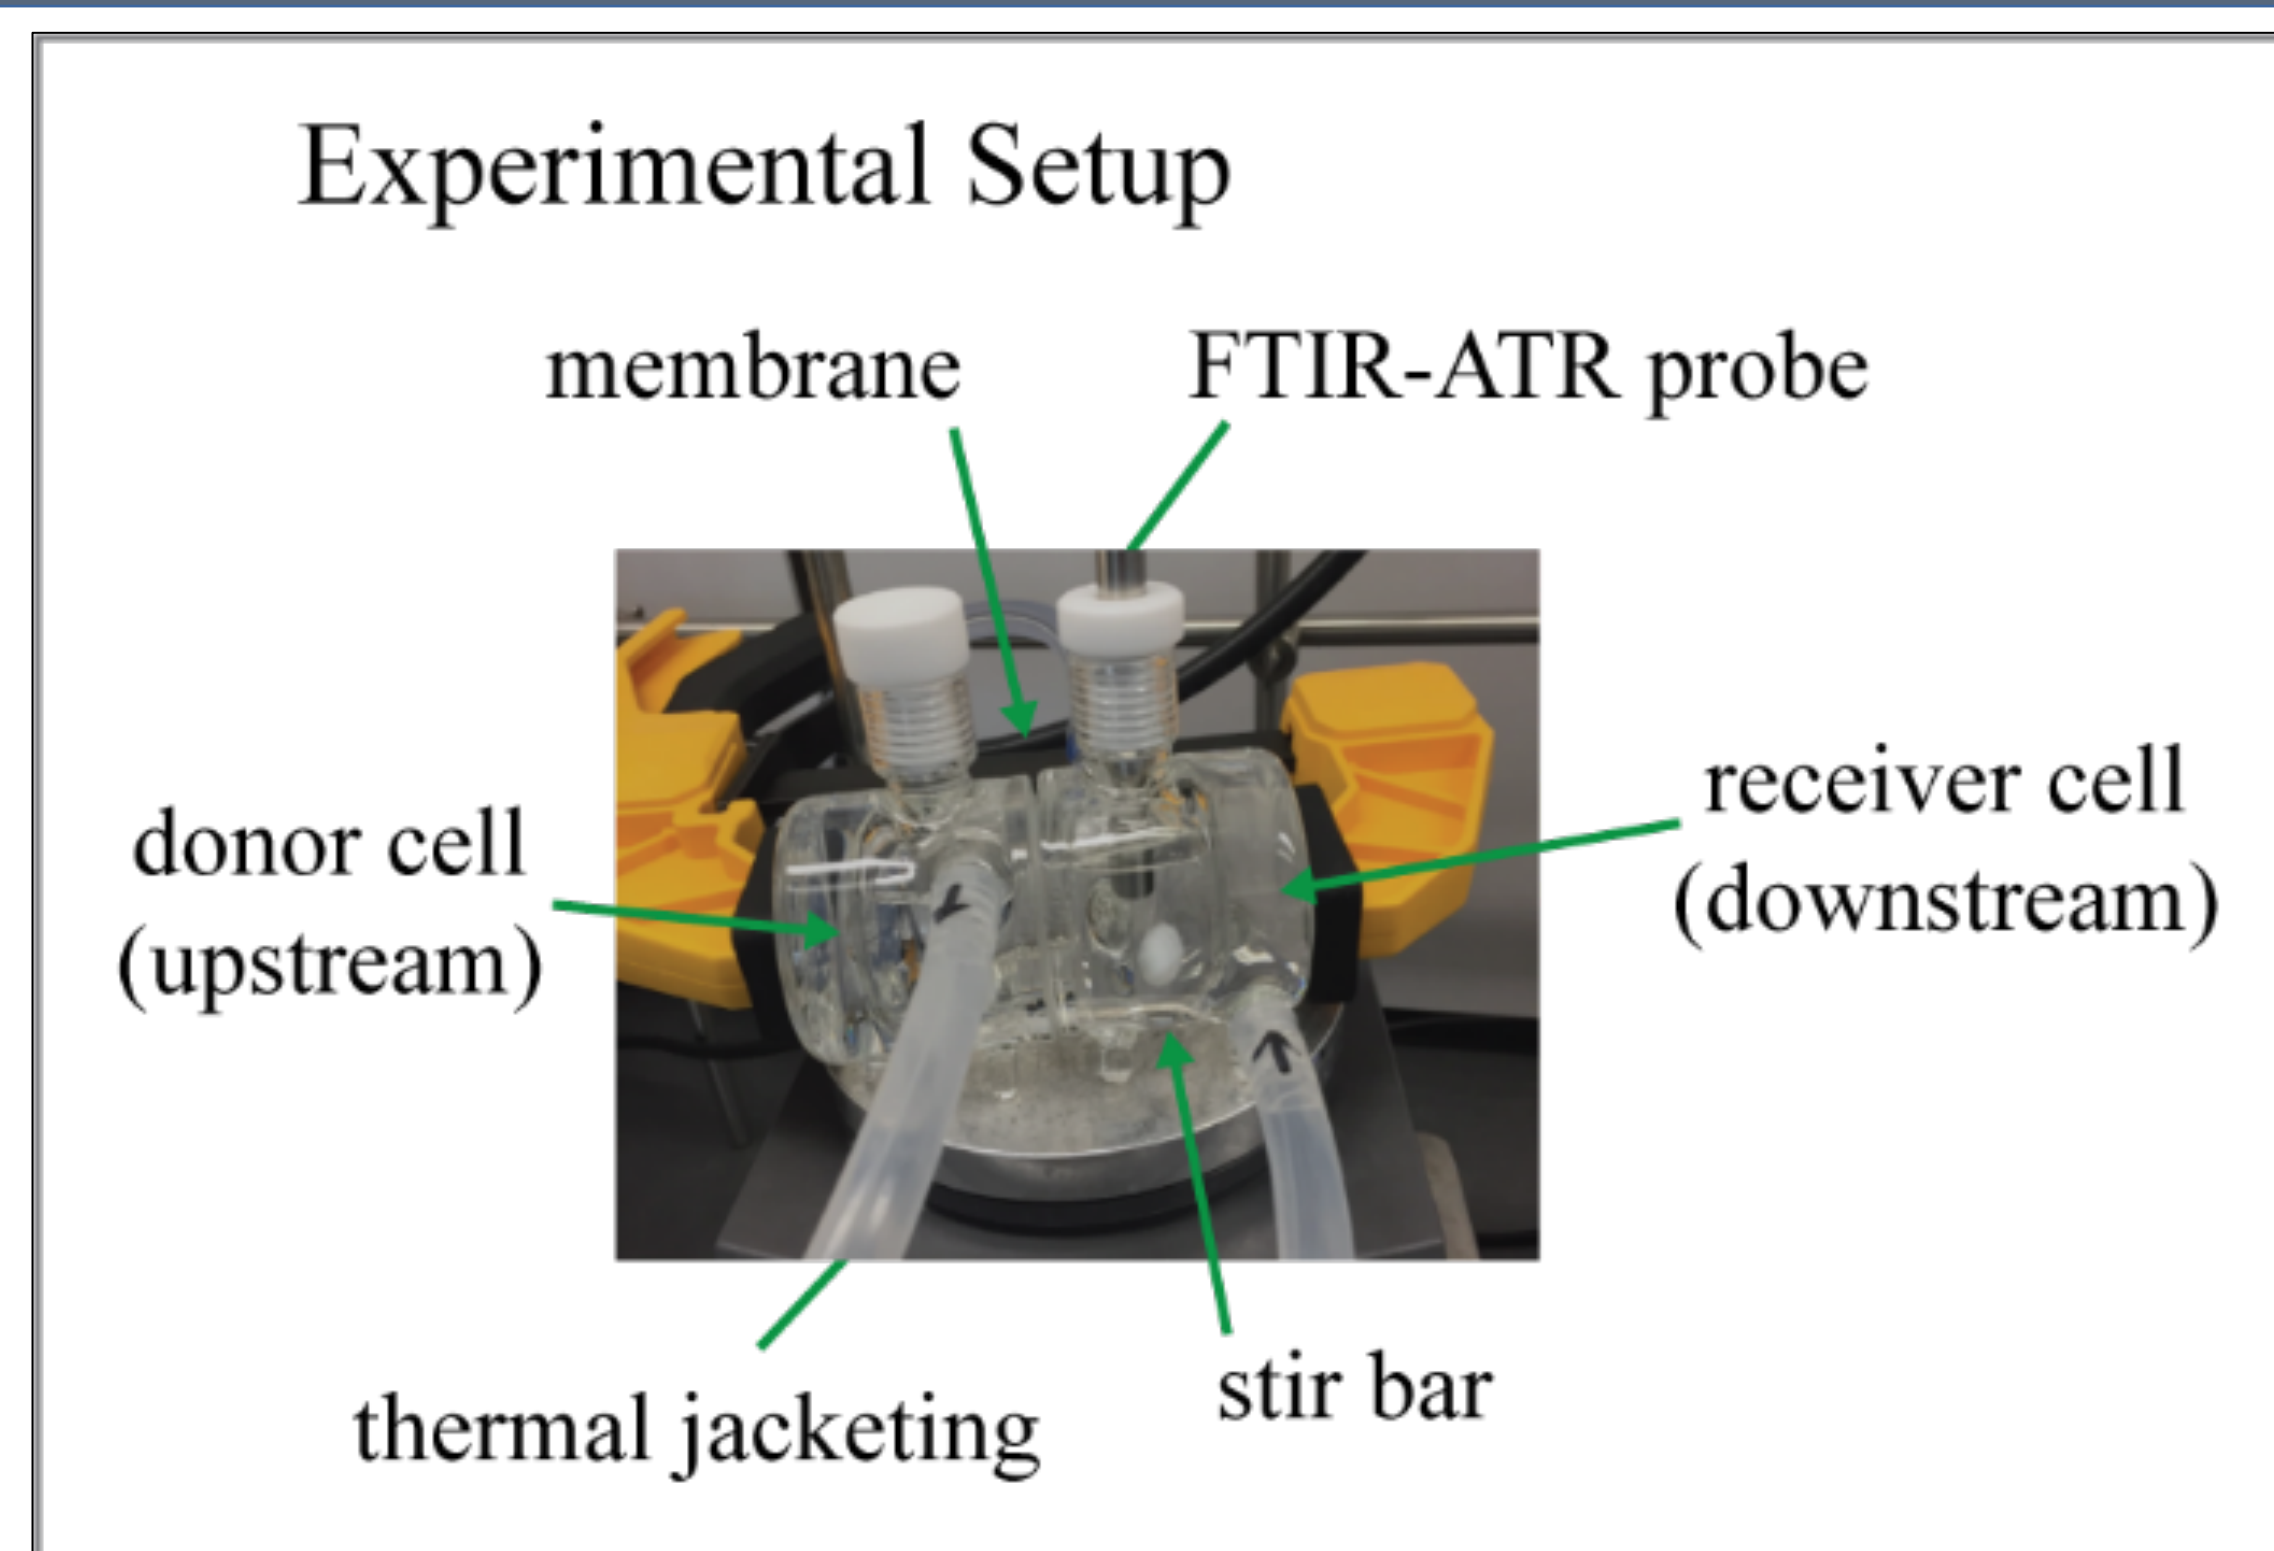 Experimental Setup
membrane
FTIR-ATR probe
donor cell
(upstream)
receiver cell
(downstream)
thermal jacketing
stir bar